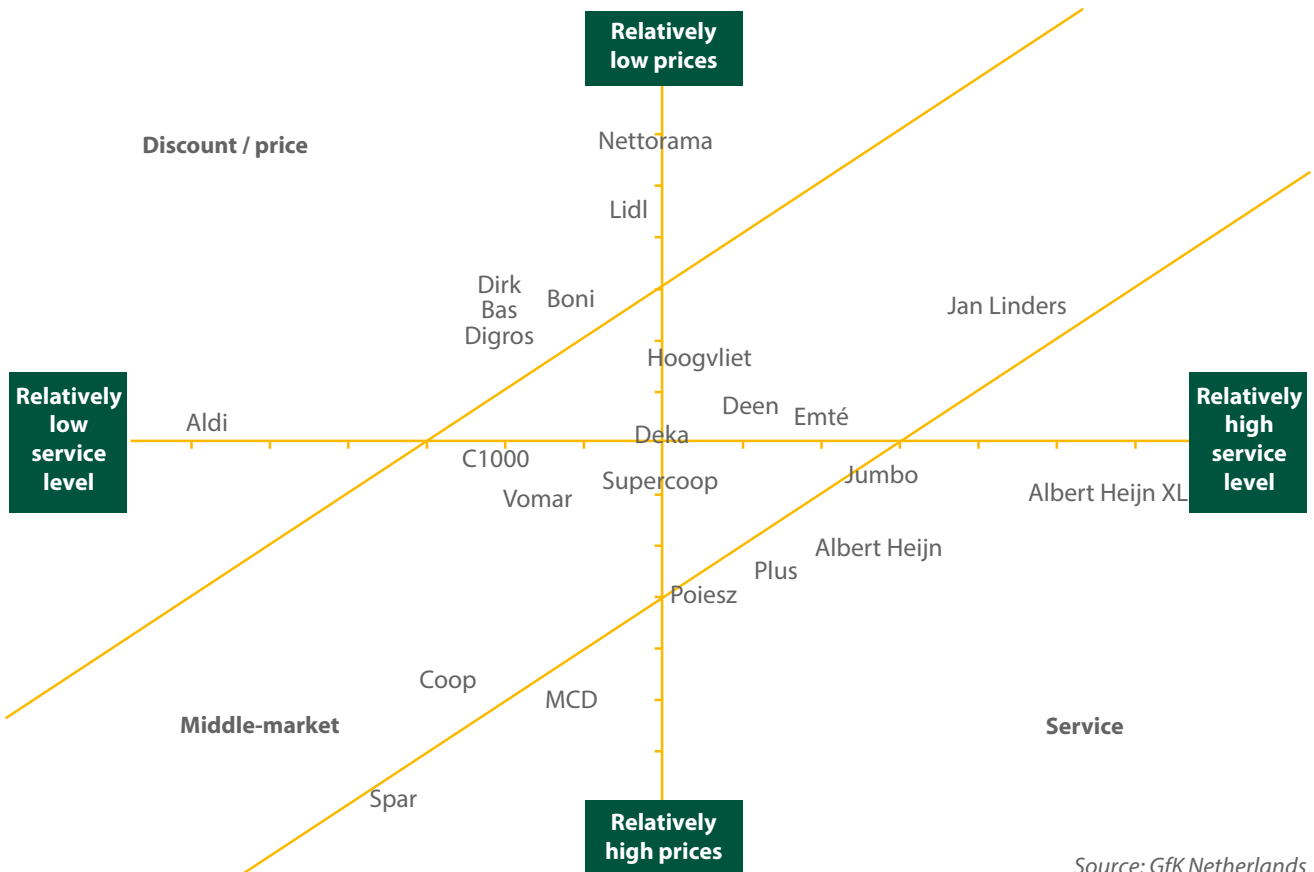 Relatively
low prices
Discount / price
Nettorama
Lidl
Dirk
Bas
Digros
Boni
Jan Linders
Hoogvliet
Deen
Emté
Relatively
low
service
level
Aldi
Deka
Relatively
high
service
level
C1000
Vomar
Supercoop
Jumbo
Albert Heijn XL
Albert Heijn
Plus
Poiesz
Coop
MCD
Middle-market
Service
Spar
Relatively
high prices
Source: GfK Netherlands